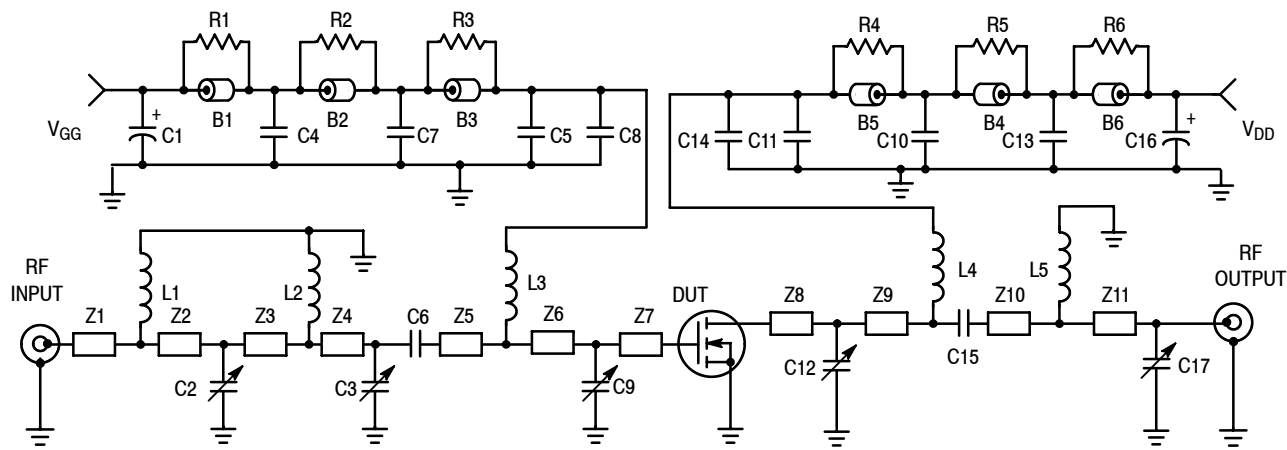 R1 R2 R3 R4 R5 R6
VGG + C1 B1 C4 B2 C7 B3 C5 C8 C14 C11 B5 C10 B4 C13 B6 C16 + VDD
RF INPUT
L1 L2 L3 L4 L5
RF OUTPUT
DUT
Z1 Z2 Z3 Z4 C6 Z5 Z6 Z7 Z8 Z9 C15 Z10 Z11
C2 C3 C9 C12 C17